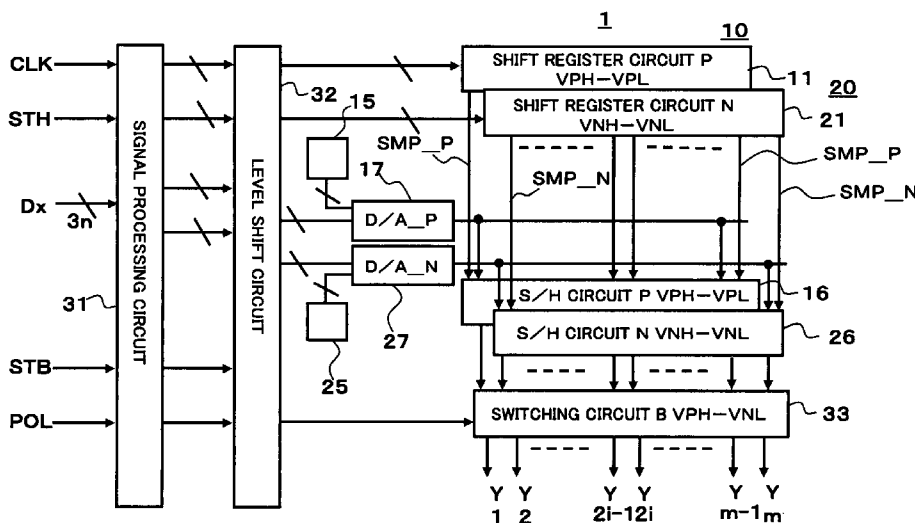 1
10
CLK
SHIFT REGISTER CIRCUIT P
VPH-VPL
11
20
32
15
STH
SHIFT REGISTER CIRCUIT N
VNH-VNL
21
SMP_P
SMP_P
SMP_N
SMP_N
17
Dx
3n
D/A_P
D/A_N
SIGNAL PROCESSING CIRCUIT
LEVEL SHIFT CIRCUIT
31
S/H CIRCUIT P VPH-VPL
16
27
25
S/H CIRCUIT N VNH-VNL
26
STB
POL
SWITCHING CIRCUIT B VPH-VNL
33
Y Y Y Y Y Y
1 2 2i-1 2i m-1 m